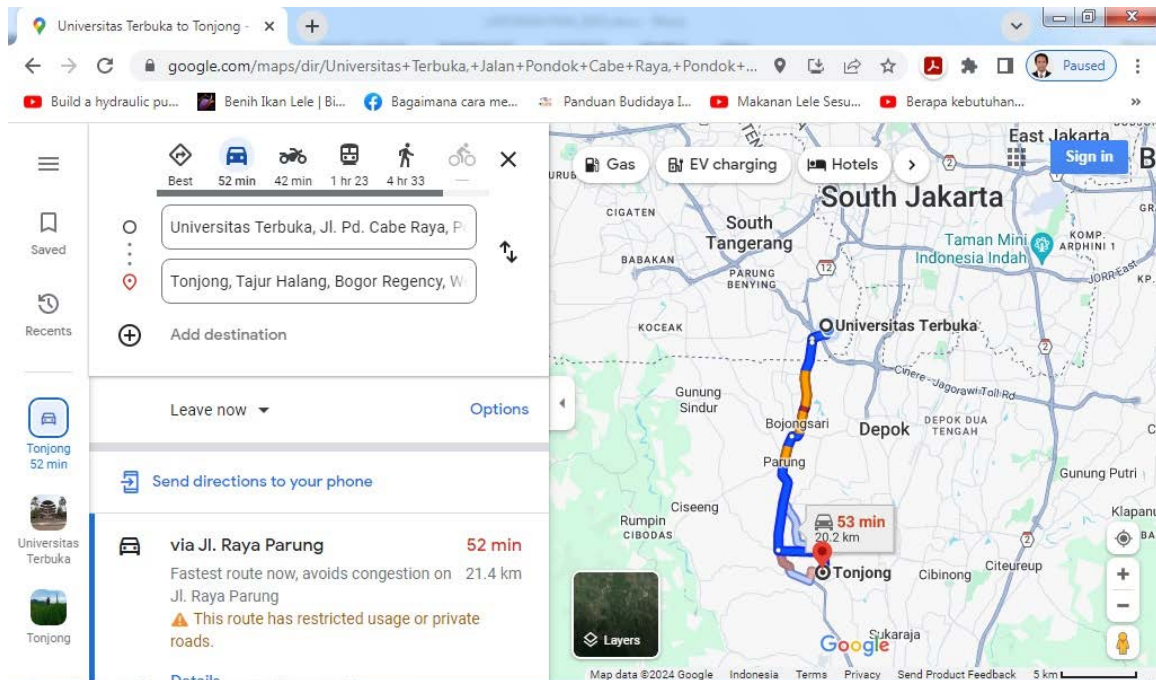 Universitas Terbuka to Tonjong -
google.com/maps/dir/Universitas+Terbuka,+Jalan+Pondok+Cabe+Raya,+Pondok+...
Paused
Build a hydraulic pu...
Benih Ikan Lele | Bi...
Bagaimana cara me...
Panduan Budidaya I...
Makanan Lele Sesu...
Berapa kebutuhan...
Saved
Recents
Tonjong
52 min
Universitas
Terbuka
Tonjong
Best
52 min
42 min
1 hr 23
4 hr 33
Universitas Terbuka, Jl. Pd. Cabe Raya, P
Tonjong, Tajur Halang, Bogor Regency, W
Add destination
Leave now
Options
Send directions to your phone
via Jl. Raya Parung
52 min
Fastest route now, avoids congestion on
21.4 km
Jl. Raya Parung
This route has restricted usage or private
roads.
Details
Gas
EV charging
Hotels
Sign in
East Jakarta
South Jakarta
CIGATEN
South
Tangerang
Taman Mini
Indonesia Indah
KOMP.
ARDHINI 1
BABAKAN
PARUNG
BENYING
12
2
JORR East
KP.
KOCEAK
Universitas Terbuka
2
Cinere - Jagorawi Toll Rd
Gunung
Sindur
Bojongsari
Depok
DEPOK DUA
TENGAH
Parung
Gunung Putri
Ciseeng
Rumpin
CIBODAS
Klapanu
53 min
20.2 km
2
Tonjong
Cibinong
Citeureup
Layers
Google
Sukaraja
Map data ©2024 Google
Indonesia
Terms
Privacy
Send Product Feedback
5 km